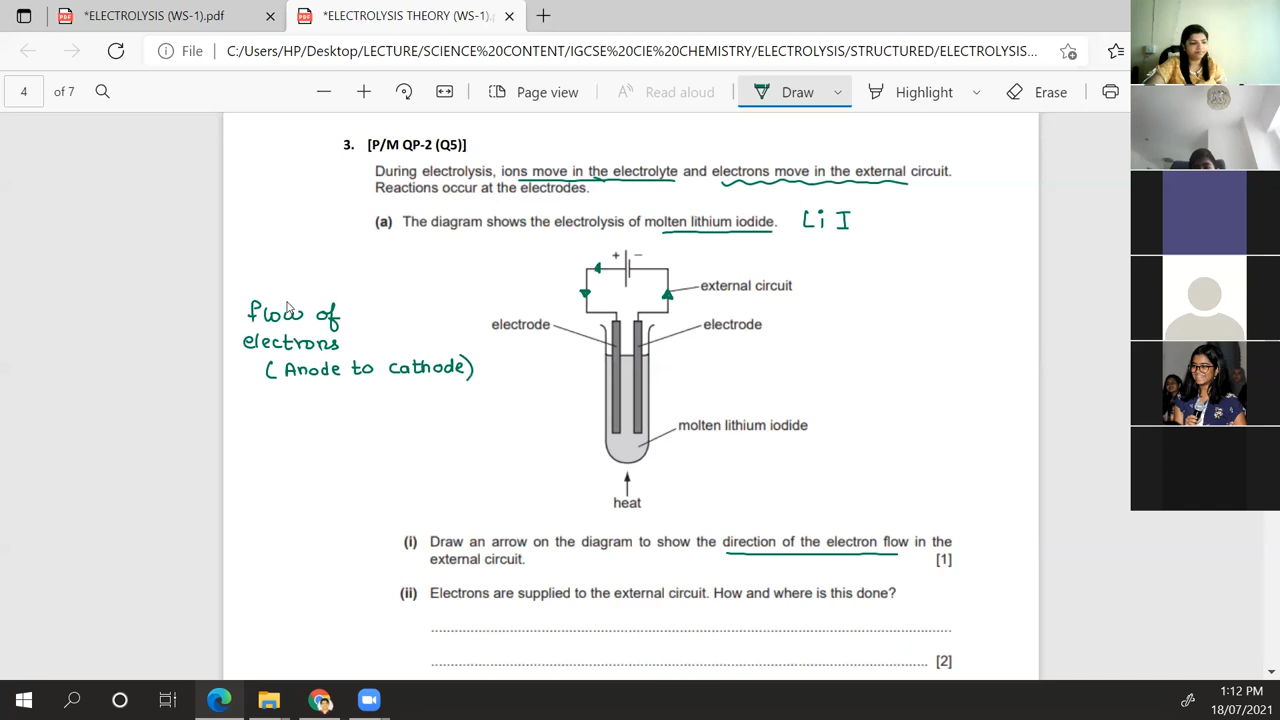 *ELECTROLYSIS (WS-1).pdf
*ELECTROLYSIS THEORY (WS-1).
File
C:/Users/HP/Desktop/LECTURE/SCIENCE%20CONTENT/IGCSE%20CIE%20CHEMISTRY/ELECTROLYSIS/STRUCTURED/ELECTROLYSIS...
4 of 7
Page view
Read aloud
Draw
Highlight
Erase
3. [P/M QP-2 (Q5)]
During electrolysis, ions move in the electrolyte and electrons move in the external circuit.
Reactions occur at the electrodes.
(a) The diagram shows the electrolysis of molten lithium iodide. Li I
+ –
external circuit
electrode
electrode
flow of
electrons
(Anode to cathode)
molten lithium iodide
heat
(i) Draw an arrow on the diagram to show the direction of the electron flow in the
external circuit. [1]
(ii) Electrons are supplied to the external circuit. How and where is this done?
[2]
1:12 PM
18/07/2021